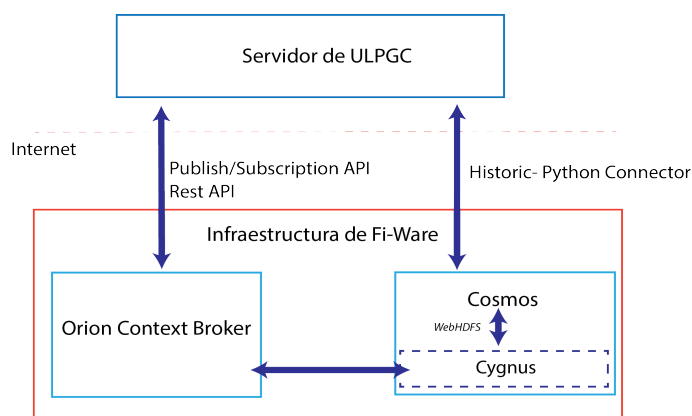 Servidor de ULPGC
Internet
Publish/Subscription API
Rest API
Historic- Python Connector
Infraestructura de Fi-Ware
Orion Context Broker
Cosmos
WebHDFS
Cygnus